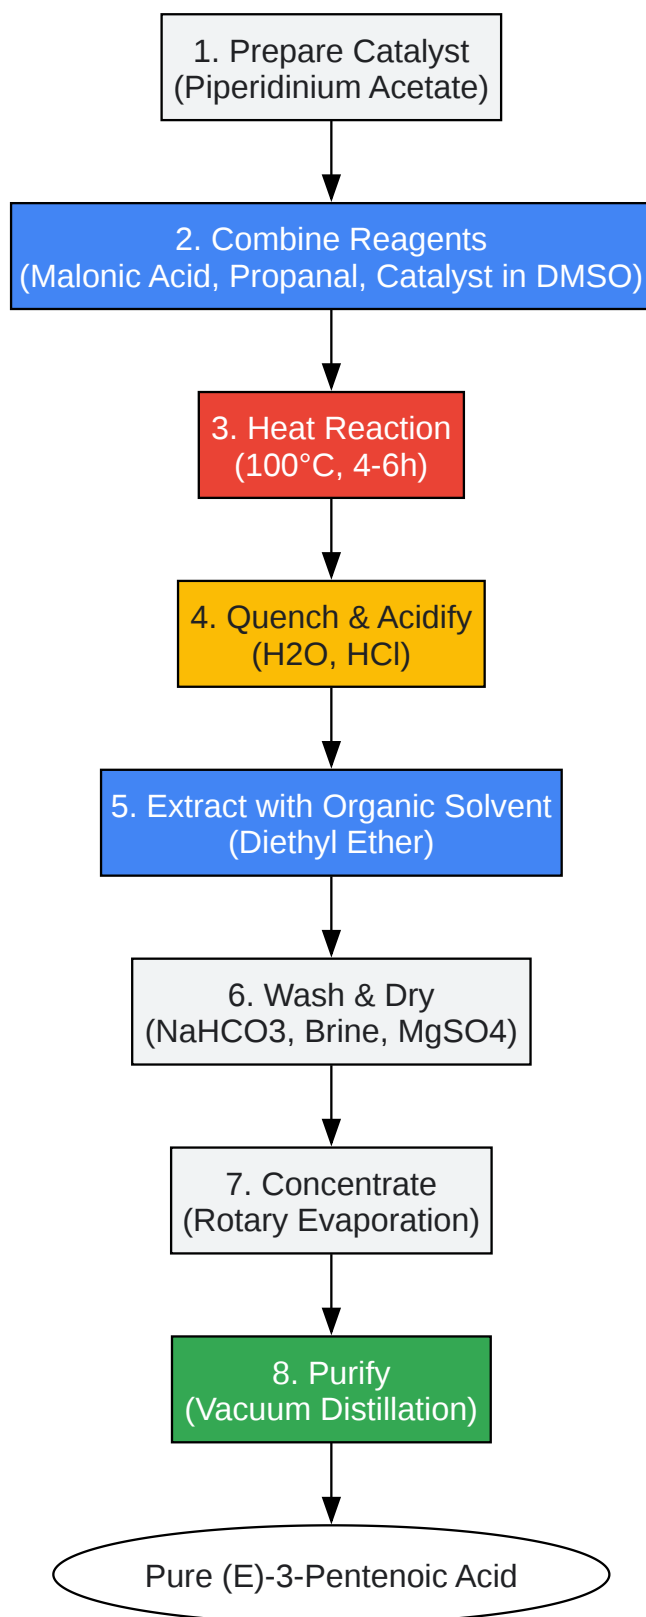 1. Prepare Catalyst
(Piperidinium Acetate)
2. Combine Reagents
(Malonic Acid, Propanal, Catalyst in DMSO)
3. Heat Reaction
(100°C, 4-6h)
4. Quench & Acidify
(H2O, HCl)
5. Extract with Organic Solvent
(Diethyl Ether)
6. Wash & Dry
(NaHCO3, Brine, MgSO4)
7. Concentrate
(Rotary Evaporation)
8. Purify
(Vacuum Distillation)
Pure (E)-3-Pentenoic Acid